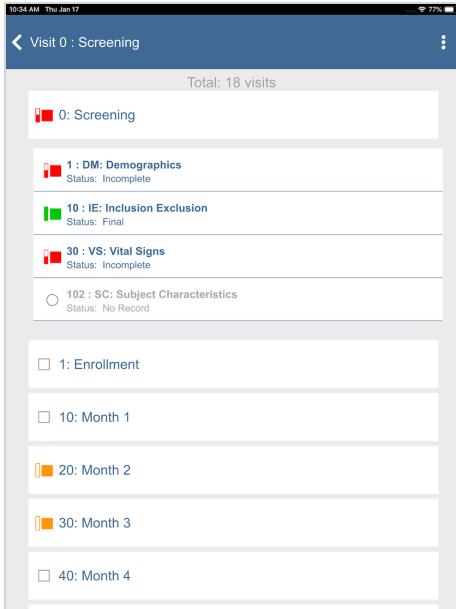 10:34 AM Thu Jan 17 77%
Visit 0 : Screening
Total: 18 visits
0: Screening
1 : DM: Demographics
Status: Incomplete
10 : IE: Inclusion Exclusion
Status: Final
30 : VS: Vital Signs
Status: Incomplete
102 : SC: Subject Characteristics
Status: No Record
1: Enrollment
10: Month 1
20: Month 2
30: Month 3
40: Month 4